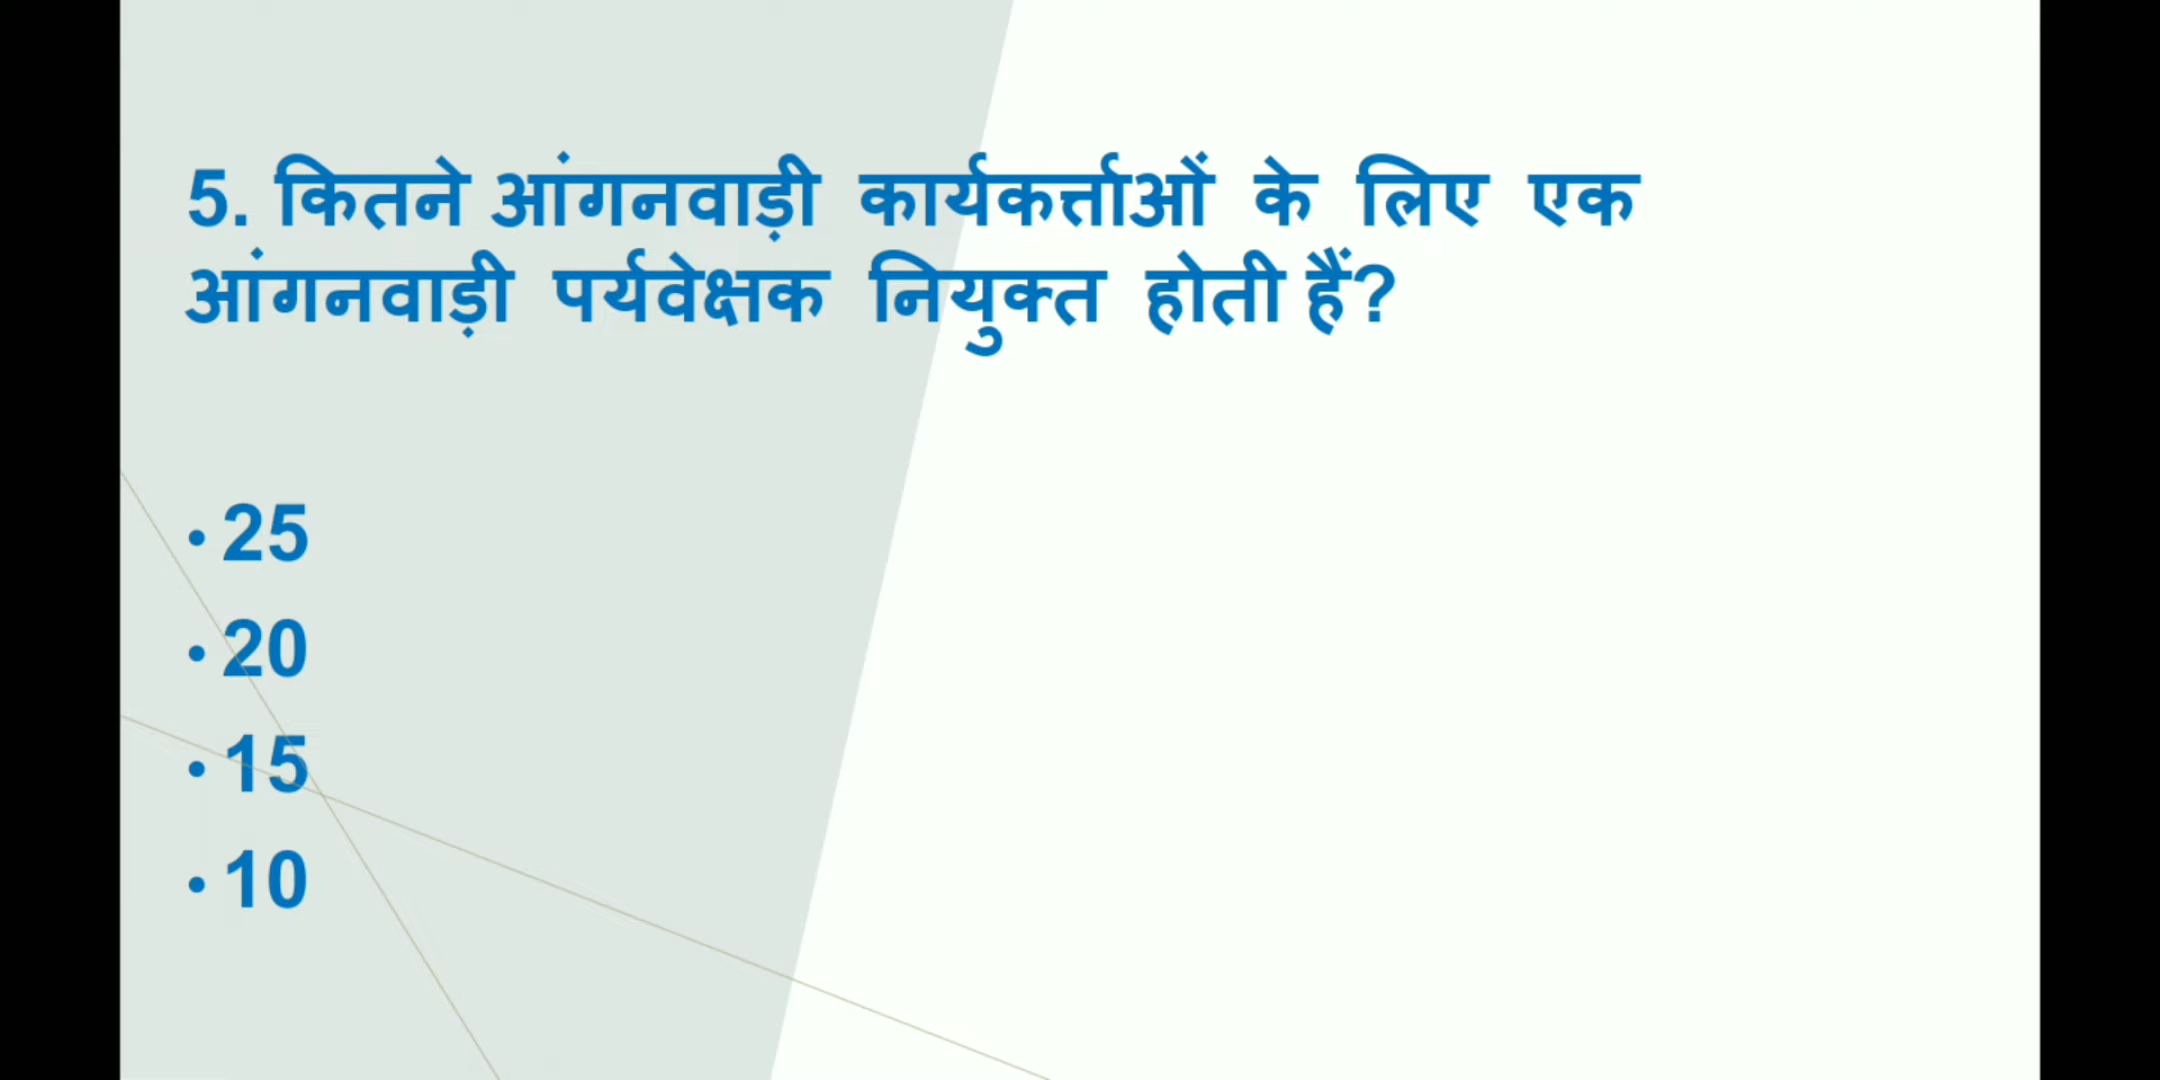 5. कितने आंगनवाड़ी कार्यकर्त्ताओं के लिए एक
आंगनवाड़ी पर्यवेक्षक नियुक्त होती हैं?
• 25
• 20
• 15
• 10